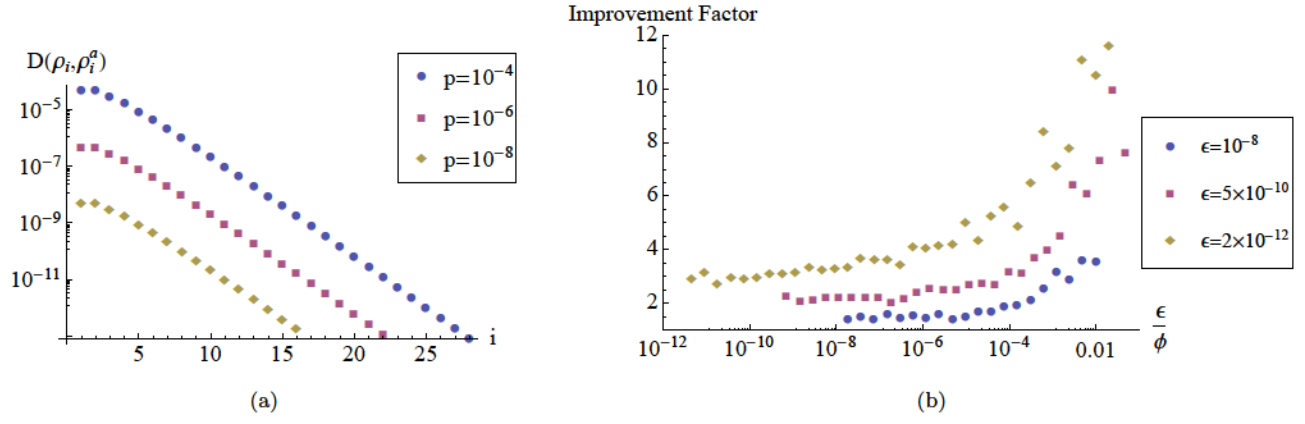 D(ρᵢ,ρᵢᵃ)
10⁻⁵
10⁻⁷
10⁻⁹
10⁻¹¹
5
10
15
20
25
i
p=10⁻⁴
p=10⁻⁶
p=10⁻⁸
(a)
Improvement Factor
12
10
8
6
4
2
10⁻¹²
10⁻¹⁰
10⁻⁸
10⁻⁶
10⁻⁴
0.01
ϵ
ϕ
ϵ=10⁻⁸
ϵ=5×10⁻¹⁰
ϵ=2×10⁻¹²
(b)